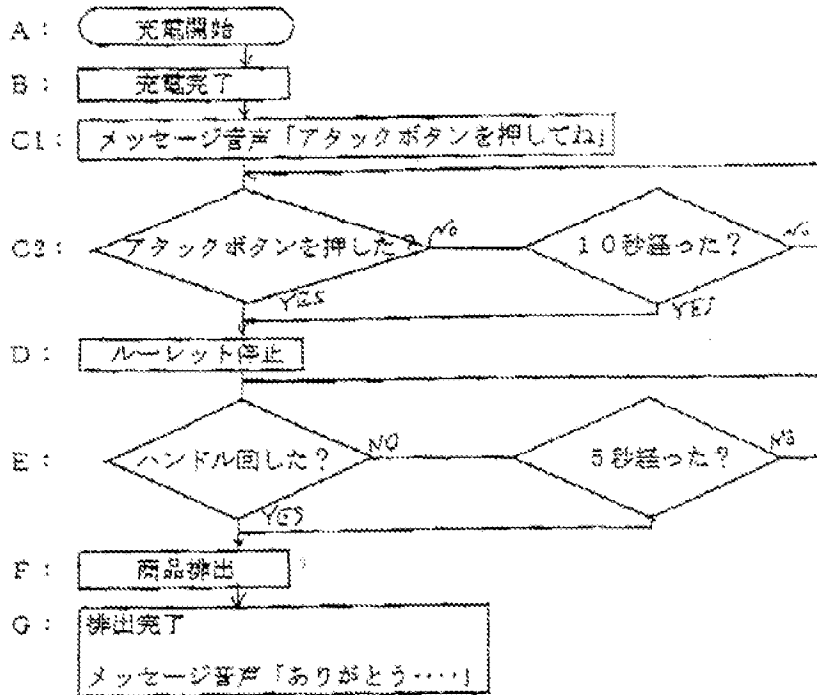 A: 充電開始
B: 充電完了
C1: メッセージ音声「アタックボタンを押してね」
C2: アタックボタンを押した? NO 10秒経った? NO
YES YES
D: ルーレット停止
E: ハンドル回した? NO 5秒経った? NO
YES
F: 商品排出
G: 排出完了
メッセージ音声「ありがとう‥‥」